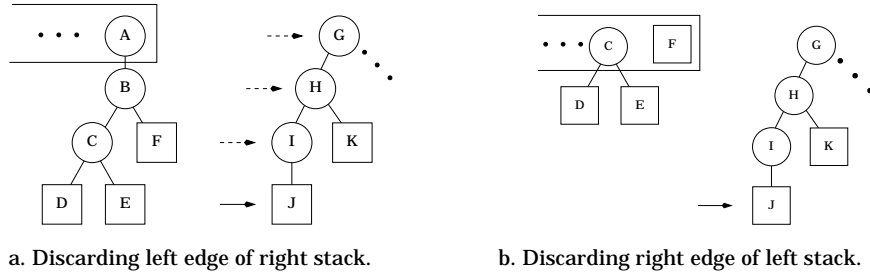 A G
B H
C F I K
D E J
C F G
D E H
I K
J
a. Discarding left edge of right stack.
b. Discarding right edge of left stack.